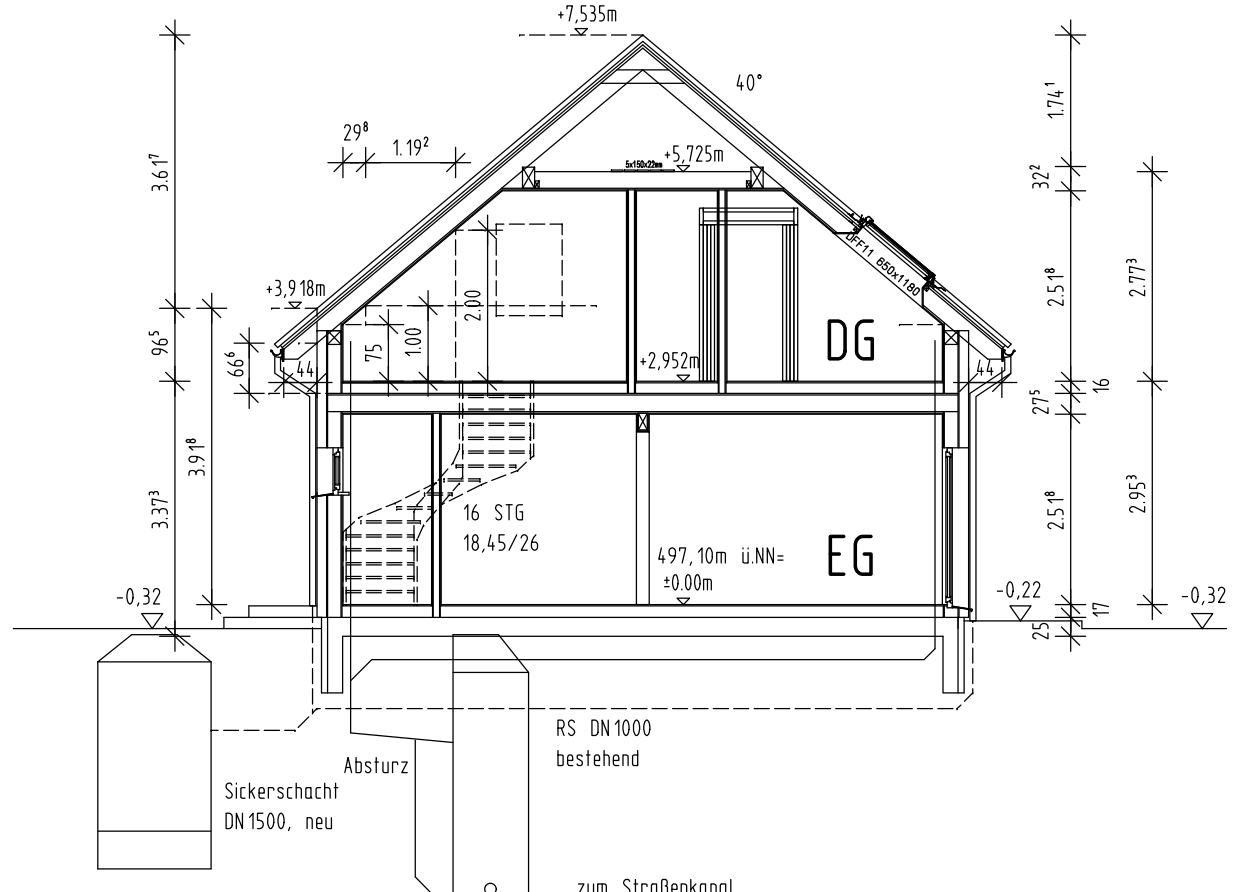 +7,535m
40°
1.74¹
29⁸
1.19²
5x150x22mm
+5,725m
3.61⁷
32²
DFF11 650x1180
2.51⁸
2.77³
+3,918m
2.00
96⁵
66⁶
44
75
1.00
+2,952m
DG
44
16
27⁵
3.91⁸
3.37³
16 STG
18,45/26
2.51⁸
2.95³
497,10m ü.NN=
±0.00m
EG
-0,32
-0,22
-0,32
17
25
RS DN1000
bestehend
Absturz
Sickerschacht
DN1500, neu
zum Straßenkanal